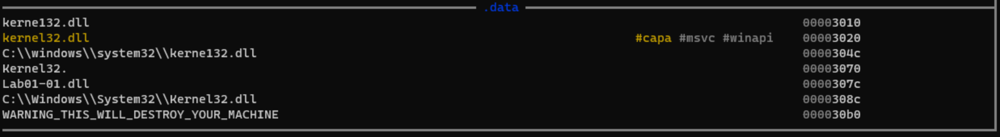 .data
kerne132.dll 00003010
kernel32.dll #capa #msvc #winapi 00003020
C:\\windows\\system32\\kerne132.dll 0000304c
Kernel32. 00003070
Lab01-01.dll 0000307c
C:\\Windows\\System32\\Kernel32.dll 0000308c
WARNING_THIS_WILL_DESTROY_YOUR_MACHINE 000030b0